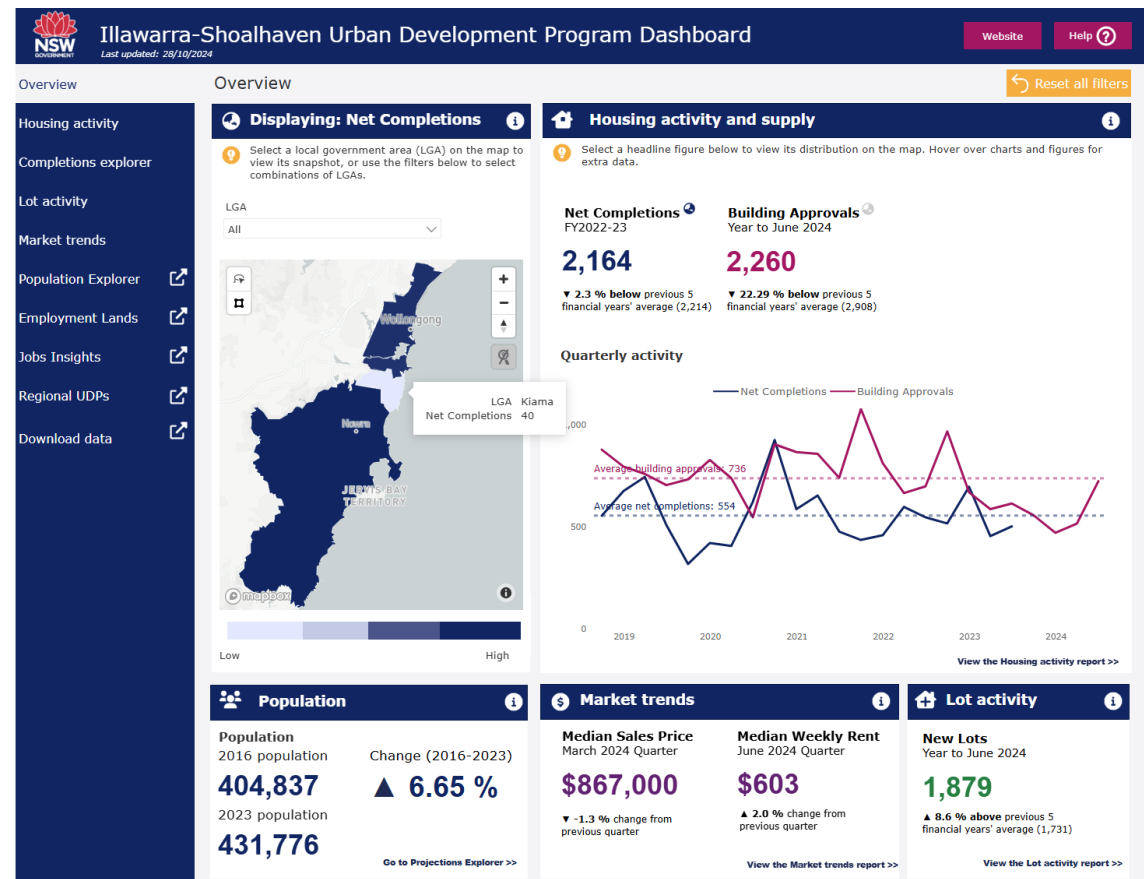 NSW
GOVERNMENT
Illawarra-Shoalhaven Urban Development Program Dashboard
Last updated: 28/10/2024
Website
Help ?
Overview
Housing activity
Completions explorer
Lot activity
Market trends
Population Explorer
Employment Lands
Jobs Insights
Regional UDPs
Download data
Overview
Reset all filters
Displaying: Net Completions
Select a local government area (LGA) on the map to
view its snapshot, or use the filters below to select
combinations of LGAs.
LGA
All
Wollongong
Nowra
JERVIS BAY
TERRITORY
LGA Kiama
Net Completions 40
mapbox
Low
High
Housing activity and supply
Select a headline figure below to view its distribution on the map. Hover over charts and figures for
extra data.
Net Completions
FY2022-23
2,164
▼ 2.3 % below previous 5
financial years' average (2,214)
Building Approvals
Year to June 2024
2,260
▼ 22.29 % below previous 5
financial years' average (2,908)
Quarterly activity
Net Completions
Building Approvals
,000
Average building approvals: 736
Average net completions: 554
500
0
2019
2020
2021
2022
2023
2024
View the Housing activity report >>
Population
Population
2016 population
404,837
2023 population
431,776
Change (2016-2023)
▲ 6.65 %
Go to Projections Explorer >>
Market trends
Median Sales Price
March 2024 Quarter
$867,000
▼ -1.3 % change from
previous quarter
Median Weekly Rent
June 2024 Quarter
$603
▲ 2.0 % change from
previous quarter
View the Market trends report >>
Lot activity
New Lots
Year to June 2024
1,879
▲ 8.6 % above previous 5
financial years' average (1,731)
View the Lot activity report >>